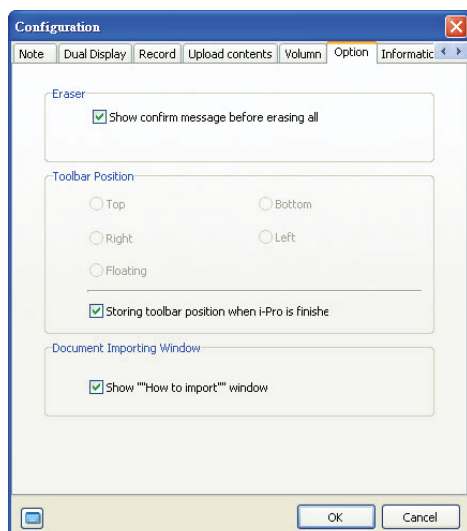 Configuration
Note Dual Display Record Upload contents Volumn Option Informatic
Eraser
Show confirm message before erasing all
Toolbar Position
Top Bottom
Right Left
Floating
Storing toolbar position when i-Pro is finishe
Document Importing Window
Show ""How to import"" window
OK Cancel